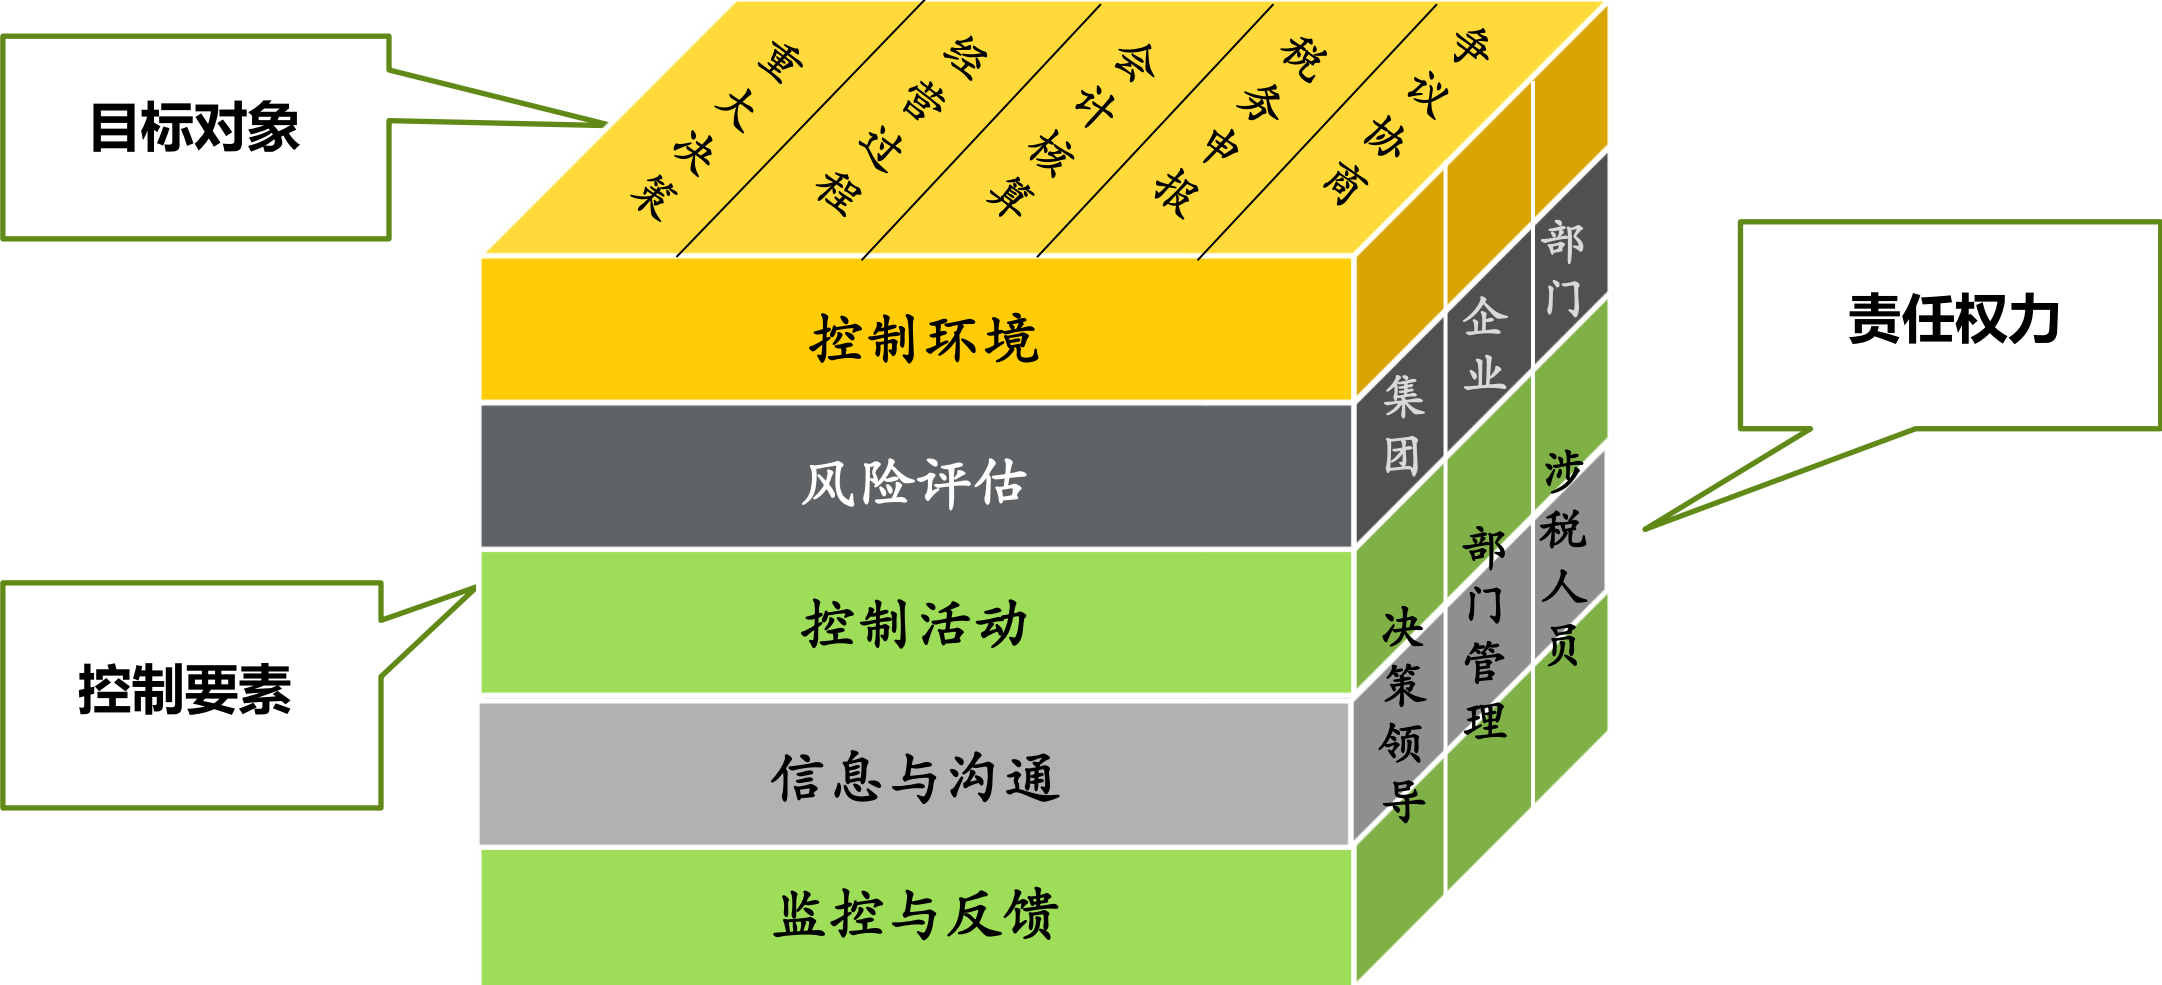 目标对象
重大决策
经营过程
会计核算
税务申报
争议协商
控制环境
风险评估
控制活动
信息与沟通
监控与反馈
集团
企业
部门
决策领导
部门管理
涉税人员
责任权力
控制要素